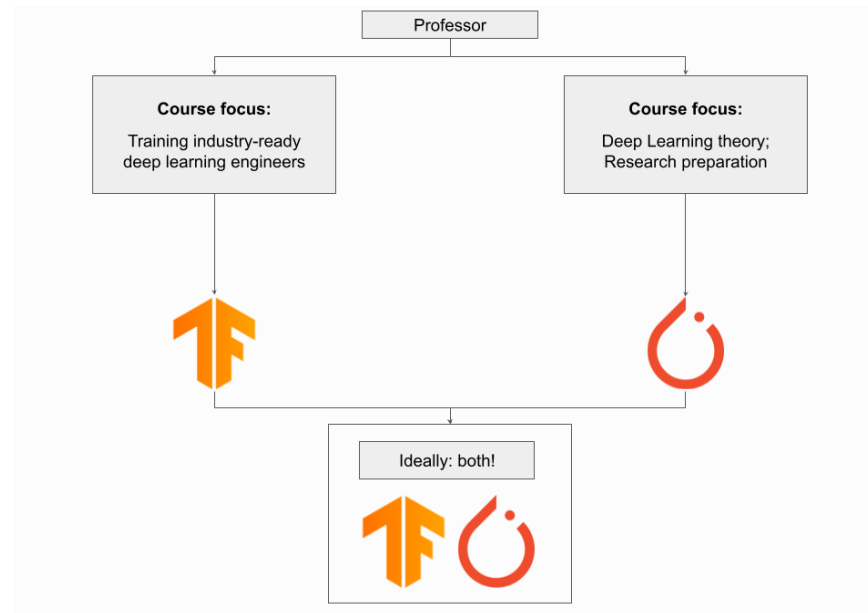 Professor
Course focus:
Training industry-ready
deep learning engineers
Course focus:
Deep Learning theory;
Research preparation
Ideally: both!